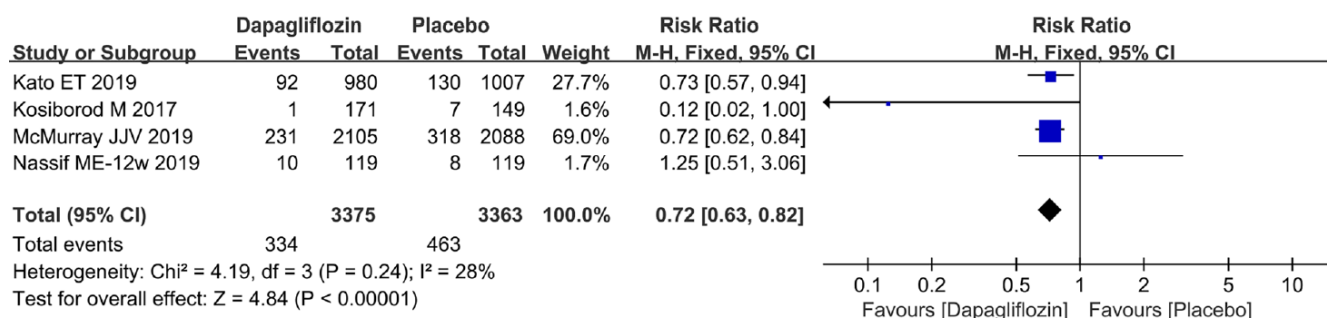 Dapagliflozin Placebo Risk Ratio Risk Ratio
Study or Subgroup Events Total Events Total Weight M-H, Fixed, 95% CI M-H, Fixed, 95% CI
Kato ET 2019 92 980 130 1007 27.7% 0.73 [0.57, 0.94]
Kosiborod M 2017 1 171 7 149 1.6% 0.12 [0.02, 1.00]
McMurray JJV 2019 231 2105 318 2088 69.0% 0.72 [0.62, 0.84]
Nassif ME-12w 2019 10 119 8 119 1.7% 1.25 [0.51, 3.06]
Total (95% CI) 3375 3363 100.0% 0.72 [0.63, 0.82]
Total events 334 463
Heterogeneity: Chi² = 4.19, df = 3 (P = 0.24); I² = 28%
Test for overall effect: Z = 4.84 (P < 0.00001)
0.1 0.2 0.5 1 2 5 10
Favours [Dapagliflozin] Favours [Placebo]